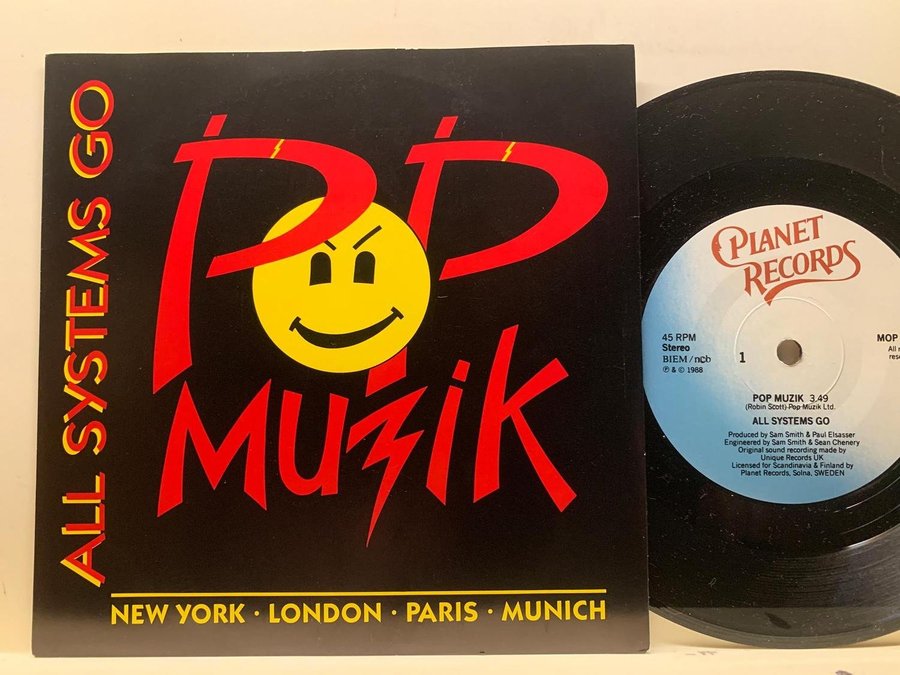 ALL SYSTEMS GO
POP
MUZIK
NEW YORK · LONDON · PARIS · MUNICH
PLANET
RECORDS
45 RPM
Stereo
BIEM/ncb
℗ & © 1988
1
MOP
All
POP MUZIK 3.49
(Robin Scott) Pop Muzik Ltd.
ALL SYSTEMS GO
Produced by Sam Smith & Paul Elsasser
Engineered by Sam Smith & Sean Chenery
Original sound recording made by
Unique Records UK
Licensed for Scandinavia & Finland by
Planet Records, Solna, SWEDEN